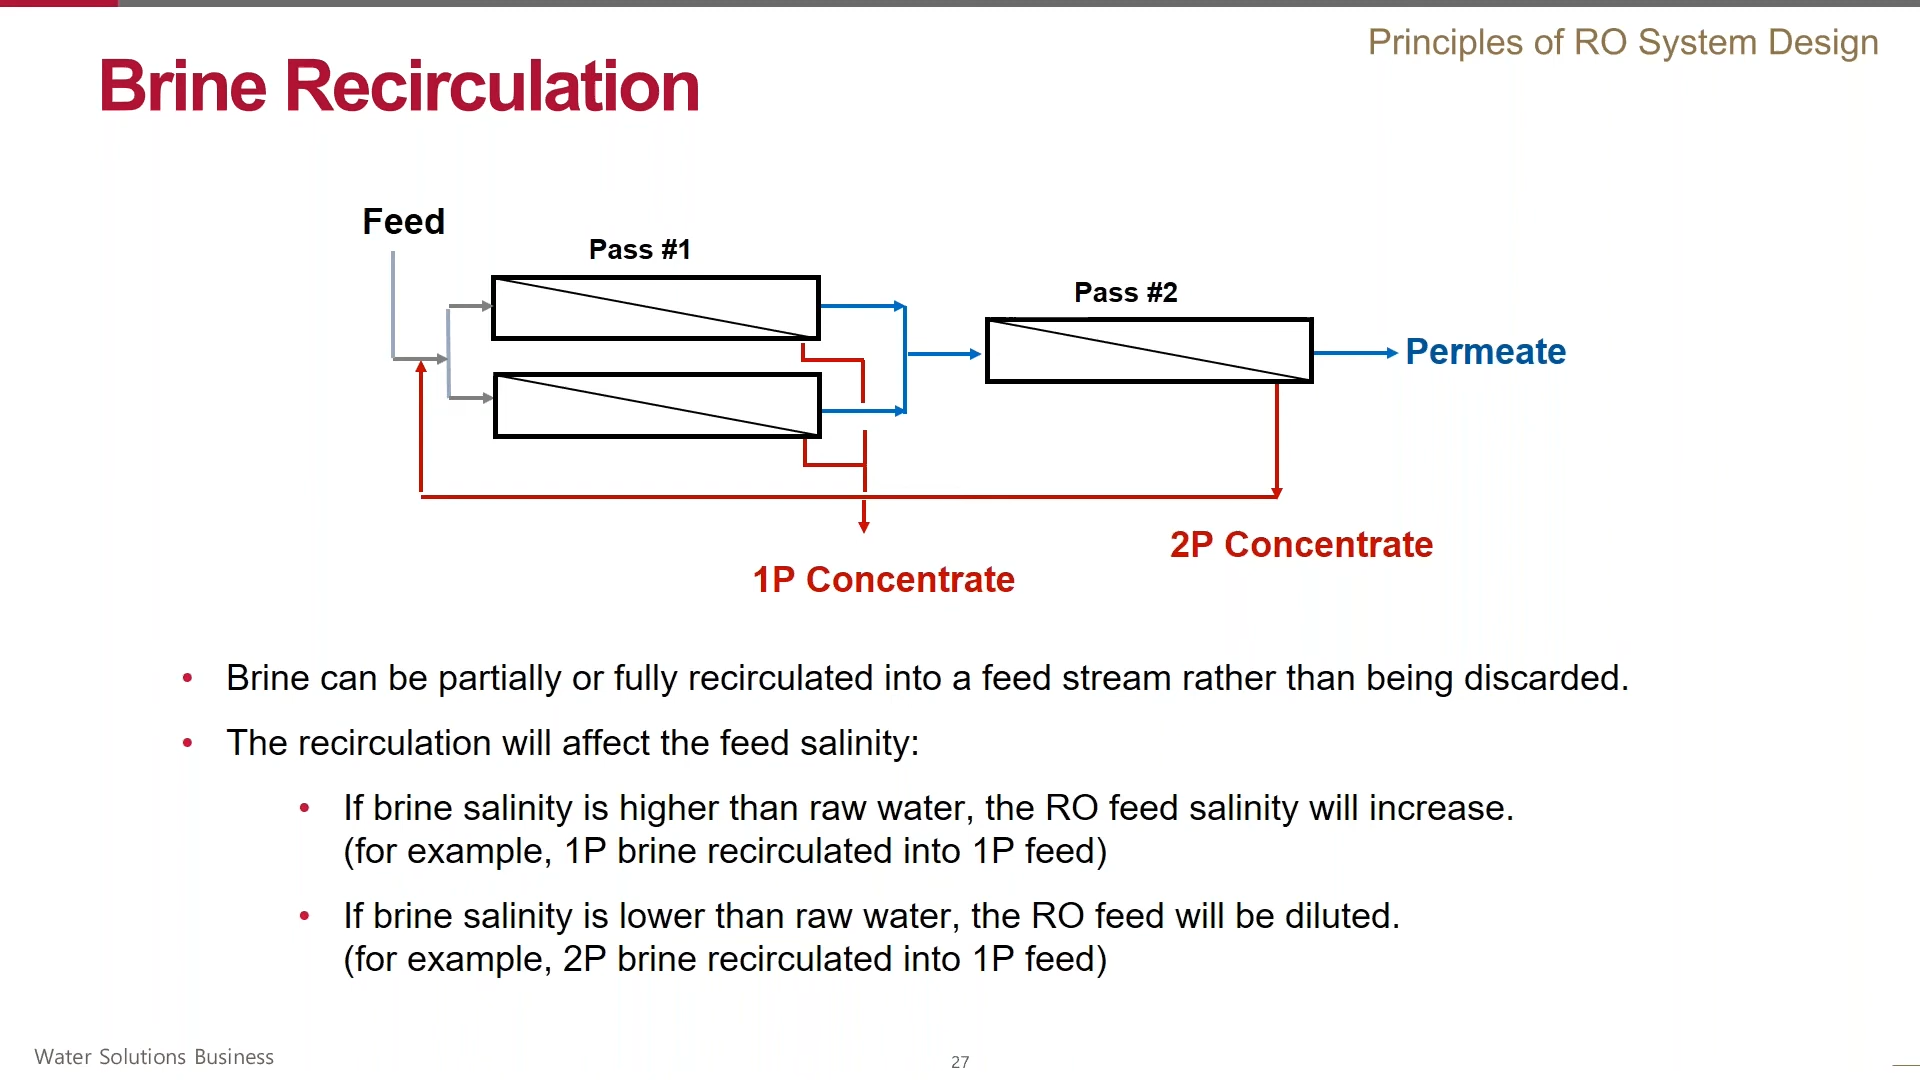 Principles of RO System Design
Brine Recirculation
Feed
Pass #1
Pass #2
Permeate
2P Concentrate
1P Concentrate
• Brine can be partially or fully recirculated into a feed stream rather than being discarded.
• The recirculation will affect the feed salinity:
• If brine salinity is higher than raw water, the RO feed salinity will increase.
(for example, 1P brine recirculated into 1P feed)
• If brine salinity is lower than raw water, the RO feed will be diluted.
(for example, 2P brine recirculated into 1P feed)
Water Solutions Business
27